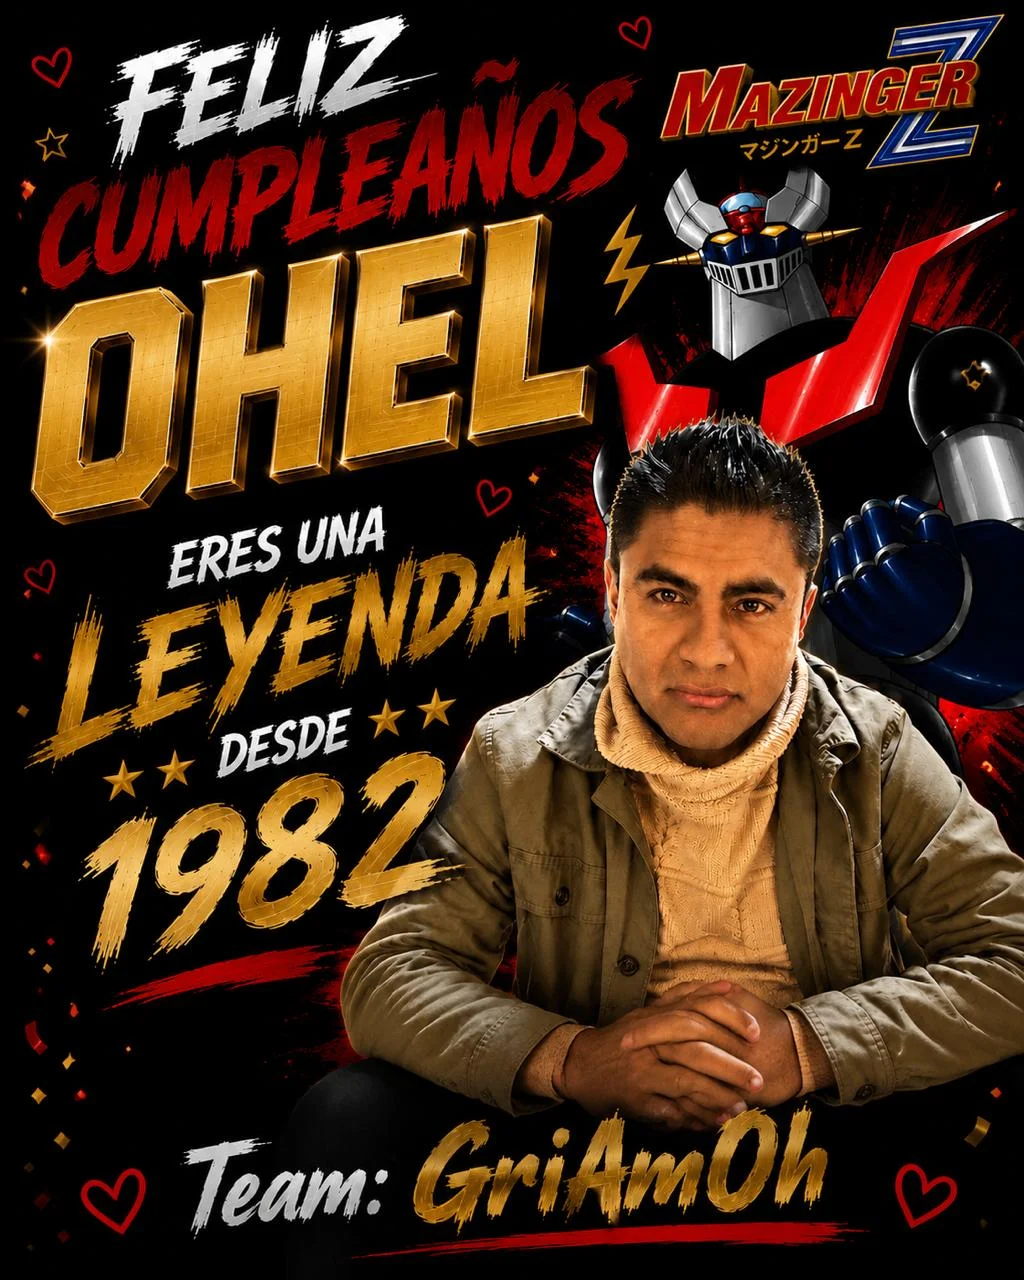 FELIZ
CUMPLEAÑOS
OHEL
MAZINGER Z
マジンガーZ
ERES UNA
LEYENDA
DESDE
1982
Team: GriAmOh